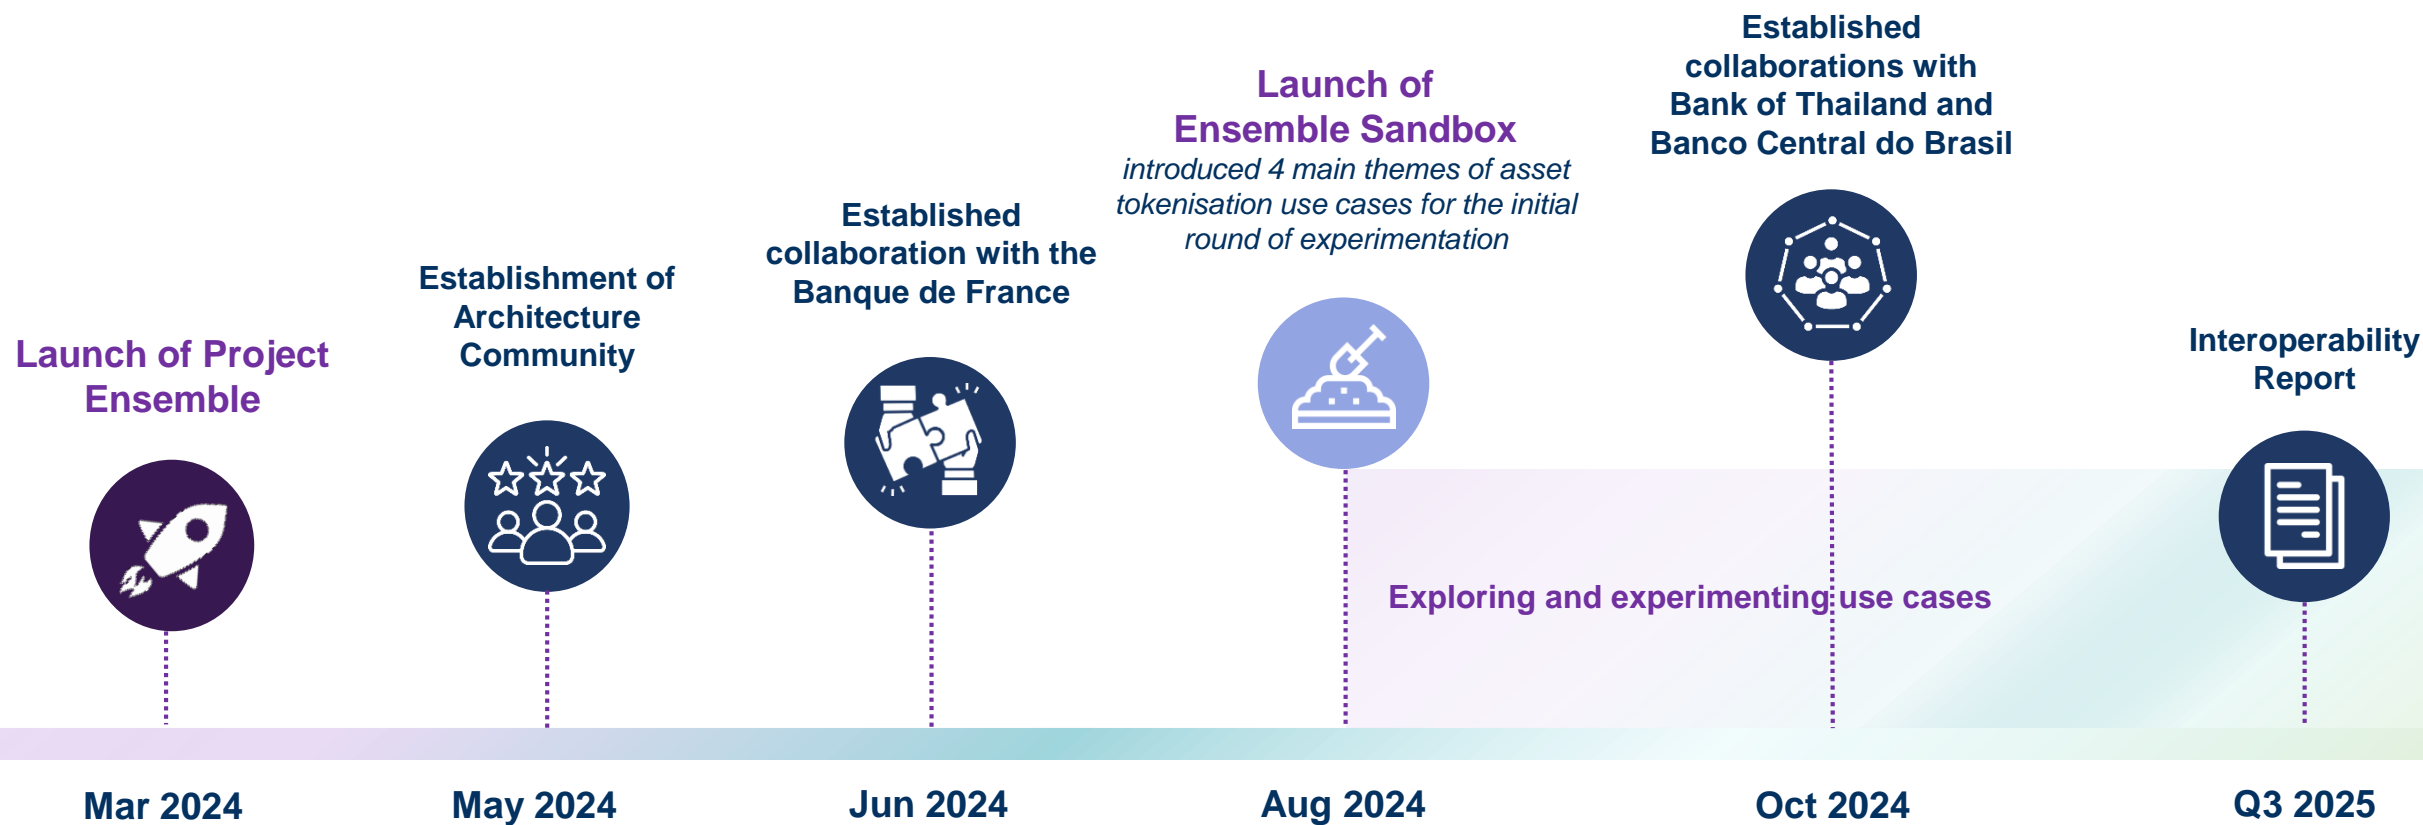 Launch of Project
Ensemble
Mar 2024
Establishment of
Architecture
Community
May 2024
Established
collaboration with the
Banque de France
Jun 2024
Launch of
Ensemble Sandbox
introduced 4 main themes of asset
tokenisation use cases for the initial
round of experimentation
Aug 2024
Exploring and experimenting use cases
Established
collaborations with
Bank of Thailand and
Banco Central do Brasil
Oct 2024
Interoperability
Report
Q3 2025